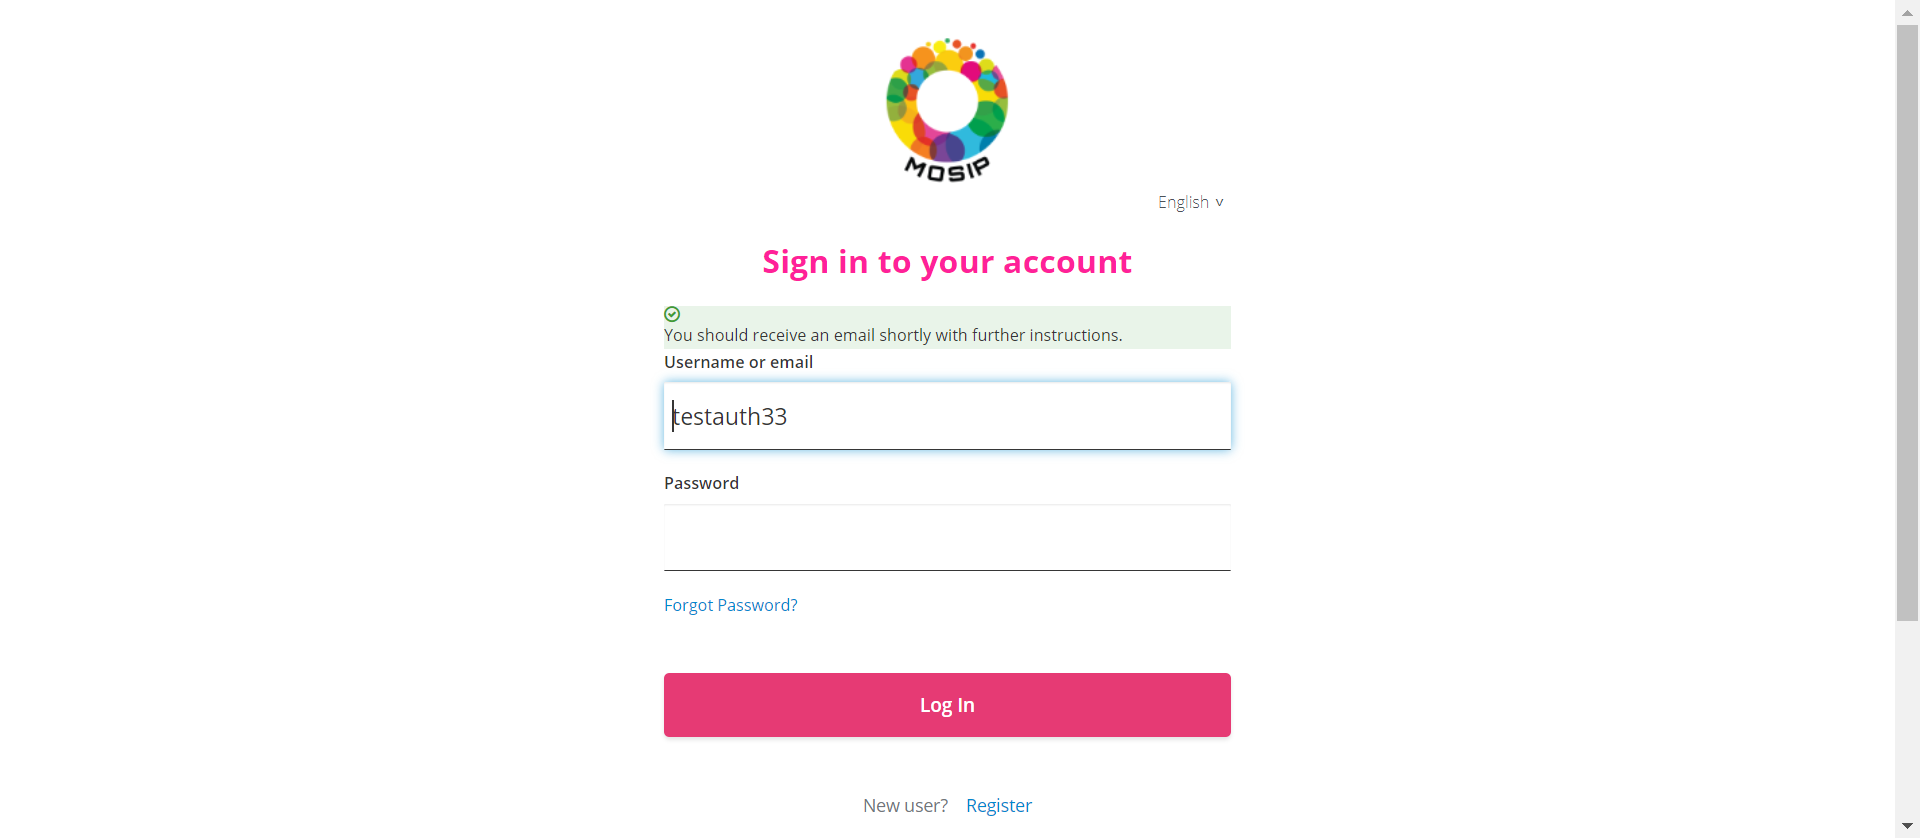 MOSIP
English v
Sign in to your account
You should receive an email shortly with further instructions.
Username or email
testauth33
Password
Forgot Password?
Log In
New user? Register